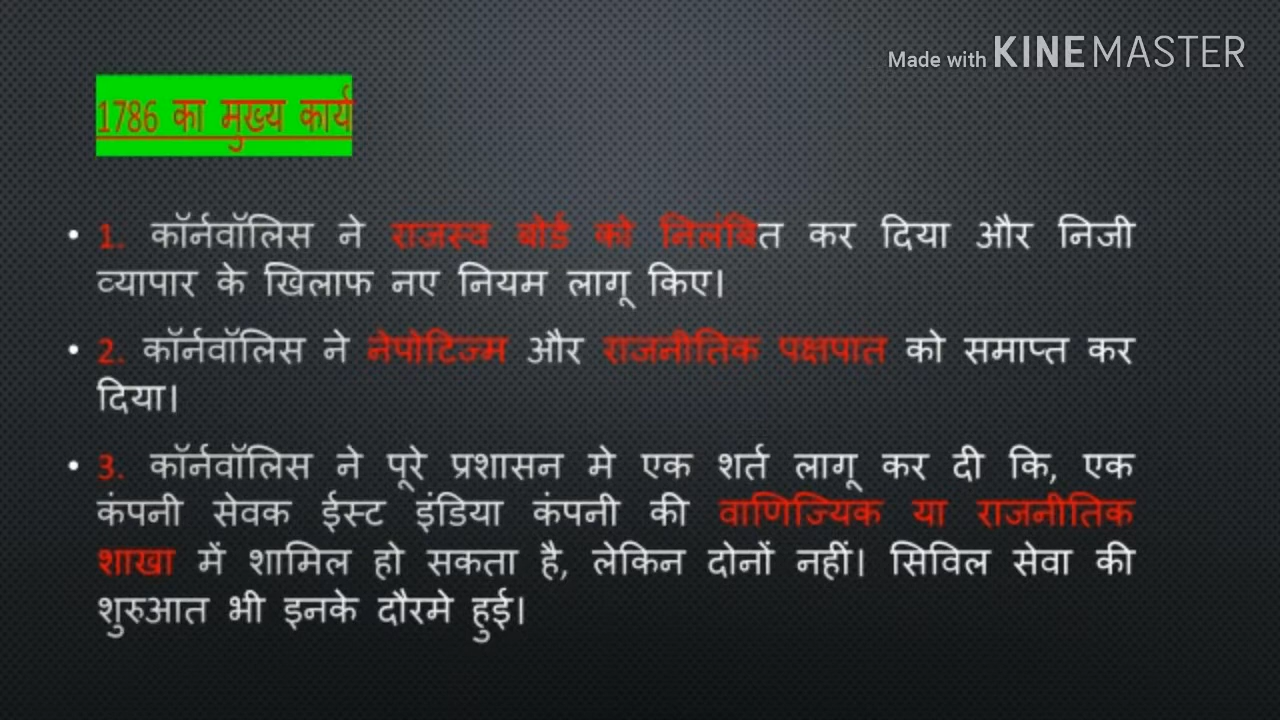 Made with KINEMASTER
1786 का मुख्य कार्य
• 1. कॉर्नवॉलिस ने राजस्व बोर्ड को निलंबित कर दिया और निजी
व्यापार के खिलाफ नए नियम लागू किए।
• 2. कॉर्नवॉलिस ने नेपोटिज्म और राजनीतिक पक्षपात को समाप्त कर
दिया।
• 3. कॉर्नवॉलिस ने पूरे प्रशासन मे एक शर्त लागू कर दी कि, एक
कंपनी सेवक ईस्ट इंडिया कंपनी की वाणिज्यिक या राजनीतिक
शाखा में शामिल हो सकता है, लेकिन दोनों नहीं। सिविल सेवा की
शुरुआत भी इनके दौरमे हुई।